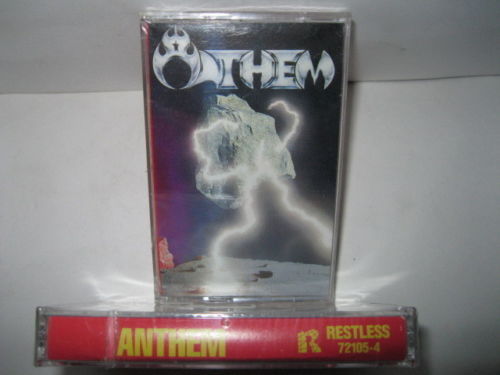 ANTHEM
ANTHEM
R RESTLESS
72105-4